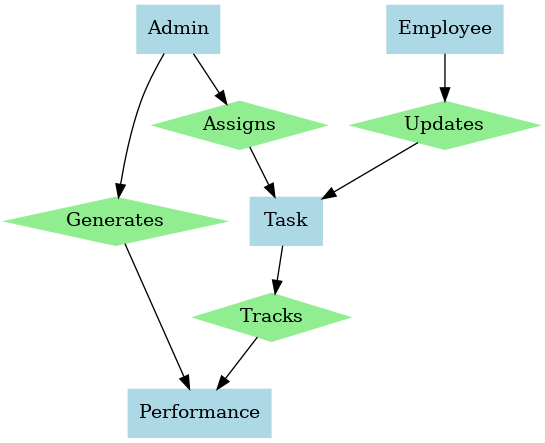 Admin
Employee
Assigns
Updates
Generates
Task
Tracks
Performance